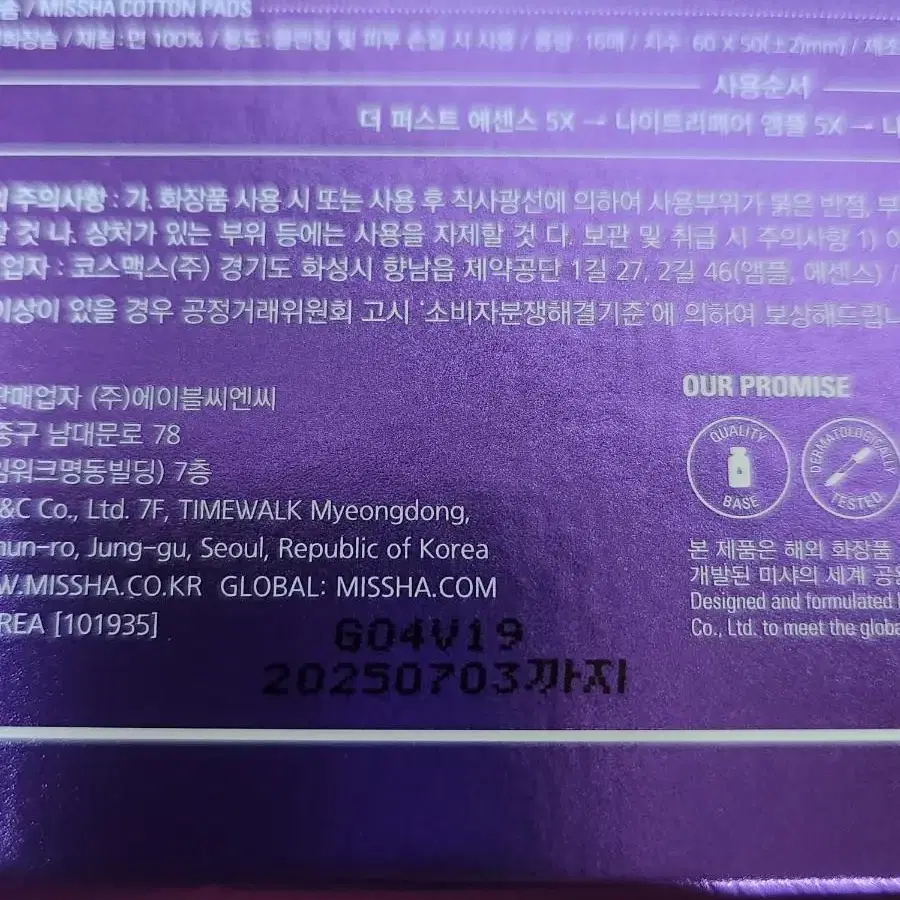 솜 / MISSHA COTTON PADS
화장솜 / 재질 : 면 100% / 용도 : 클렌징 및 피부 손질 시 사용 / 용량 16매 / 치수 60 X 50(±2)mm) / 제조
사용순서
더 퍼스트 에센스 5X → 나이트리페어 앰플 5X → 나
의 주의사항 : 가. 화장품 사용 시 또는 사용 후 직사광선에 의하여 사용부위가 붉은 반점, 부
할 것 나. 상처가 있는 부위 등에는 사용을 자제할 것 다. 보관 및 취급 시 주의사항 1) 어
업자 : 코스맥스(주) 경기도 화성시 향남읍 제약공단 1길 27, 2길 46(앰플, 에센스) /
이상이 있을 경우 공정거래위원회 고시 '소비자분쟁해결기준'에 의하여 보상해드립니
판매업자 (주)에이블씨엔씨
중구 남대문로 78
임워크명동빌딩) 7층
&C Co., Ltd. 7F, TIMEWALK Myeongdong,
mun-ro, Jung-gu, Seoul, Republic of Korea
W.MISSHA.CO.KR GLOBAL: MISSHA.COM
REA [101935]
G04V19
20250703까지
OUR PROMISE
QUALITY BASE
DERMATOLOGICALLY TESTED
본 제품은 해외 화장품
개발된 미샤의 세계 공용
Designed and formulated
Co., Ltd. to meet the globa